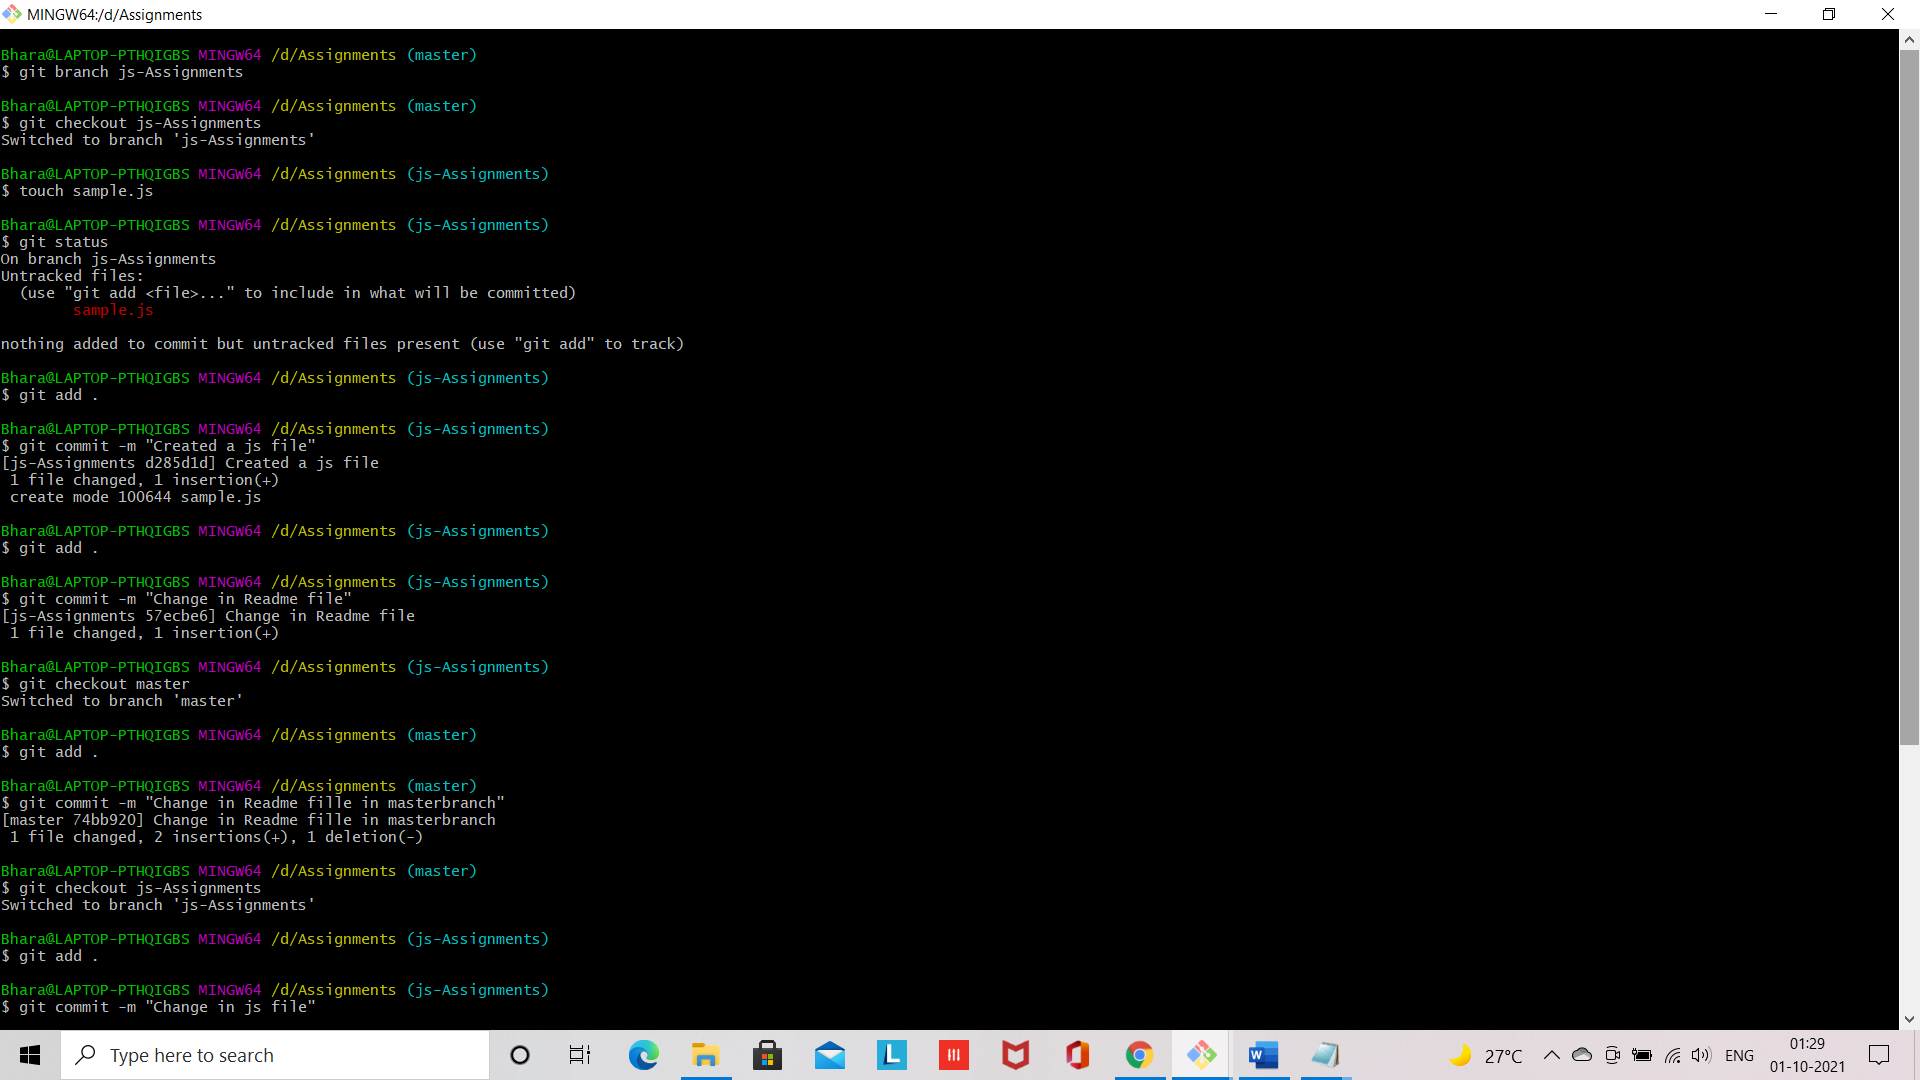 MINGW64:/d/Assignments
Bhara@LAPTOP-PTHQIGBS MINGW64 /d/Assignments (master)
$ git branch js-Assignments
Bhara@LAPTOP-PTHQIGBS MINGW64 /d/Assignments (master)
$ git checkout js-Assignments
Switched to branch 'js-Assignments'
Bhara@LAPTOP-PTHQIGBS MINGW64 /d/Assignments (js-Assignments)
$ touch sample.js
Bhara@LAPTOP-PTHQIGBS MINGW64 /d/Assignments (js-Assignments)
$ git status
On branch js-Assignments
Untracked files:
  (use "git add <file>..." to include in what will be committed)
        sample.js
nothing added to commit but untracked files present (use "git add" to track)
Bhara@LAPTOP-PTHQIGBS MINGW64 /d/Assignments (js-Assignments)
$ git add .
Bhara@LAPTOP-PTHQIGBS MINGW64 /d/Assignments (js-Assignments)
$ git commit -m "Created a js file"
[js-Assignments d285d1d] Created a js file
 1 file changed, 1 insertion(+)
 create mode 100644 sample.js
Bhara@LAPTOP-PTHQIGBS MINGW64 /d/Assignments (js-Assignments)
$ git add .
Bhara@LAPTOP-PTHQIGBS MINGW64 /d/Assignments (js-Assignments)
$ git commit -m "Change in Readme file"
[js-Assignments 57ecbe6] Change in Readme file
 1 file changed, 1 insertion(+)
Bhara@LAPTOP-PTHQIGBS MINGW64 /d/Assignments (js-Assignments)
$ git checkout master
Switched to branch 'master'
Bhara@LAPTOP-PTHQIGBS MINGW64 /d/Assignments (master)
$ git add .
Bhara@LAPTOP-PTHQIGBS MINGW64 /d/Assignments (master)
$ git commit -m "Change in Readme fille in masterbranch"
[master 74bb920] Change in Readme fille in masterbranch
 1 file changed, 2 insertions(+), 1 deletion(-)
Bhara@LAPTOP-PTHQIGBS MINGW64 /d/Assignments (master)
$ git checkout js-Assignments
Switched to branch 'js-Assignments'
Bhara@LAPTOP-PTHQIGBS MINGW64 /d/Assignments (js-Assignments)
$ git add .
Bhara@LAPTOP-PTHQIGBS MINGW64 /d/Assignments (js-Assignments)
$ git commit -m "Change in js file"
Type here to search
27°C
ENG
01:29
01-10-2021